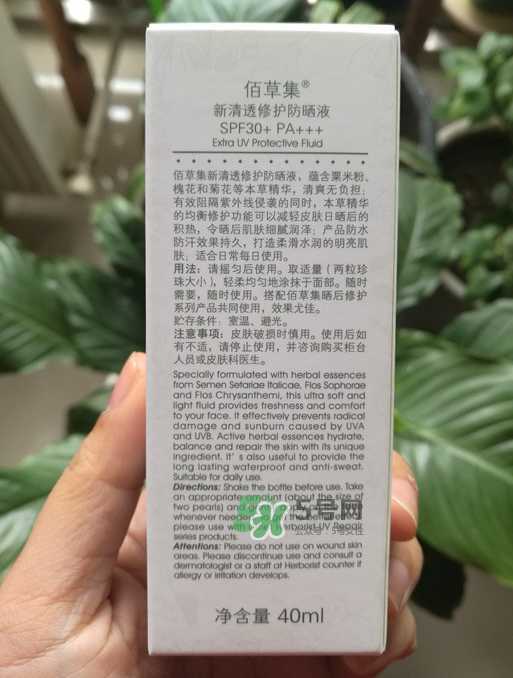 佰草集®
新清透修护防晒液
SPF30+ PA+++
Extra UV Protective Fluid
佰草集新清透修护防晒液，蕴含粟米粉、
槐花和菊花等本草精华，清爽无负担；
有效阻隔紫外线侵袭的同时，本草精华
的均衡修护功能可以减轻皮肤日晒后的
积热，令晒后肌肤细腻润泽；产品防水
防汗效果持久，打造柔滑水润的明亮肌
肤；适合日常每日使用。
用法：请摇匀后使用。取适量（两粒珍
珠大小），轻柔均匀地涂抹于面部。随时
需要，随时使用。搭配佰草集晒后修护
系列产品共同使用，效果尤佳。
贮存条件：室温、避光。
注意事项：皮肤破损时慎用。使用后如
有不适，请停止使用，并咨询购买柜台
人员或皮肤科医生。
Specially formulated with herbal essences
from Semen Setariae Italicae, Flos Sophorae
and Flos Chrysanthemi, this ultra soft and
light fluid provides freshness and comfort
to your face. It effectively prevents radical
damage and sunburn caused by UVA
and UVB. Active herbal essences hydrate,
balance and repair the skin with its unique
ingredient. It's also useful to provide the
long lasting waterproof and anti-sweat.
Suitable for daily use.
Directions: Shake the bottle before use. Take
an appropriate amount (about the size of
two pearls) and
whenever needed
please use with Herborist UV Repair
series products.
Attentions: Please do not use on wound skin
areas. Please discontinue use and consult a
dermatologist or a staff at Herborist counter if
allergy or irritation develops.
5号网
公众号：5号女性
净含量 40ml